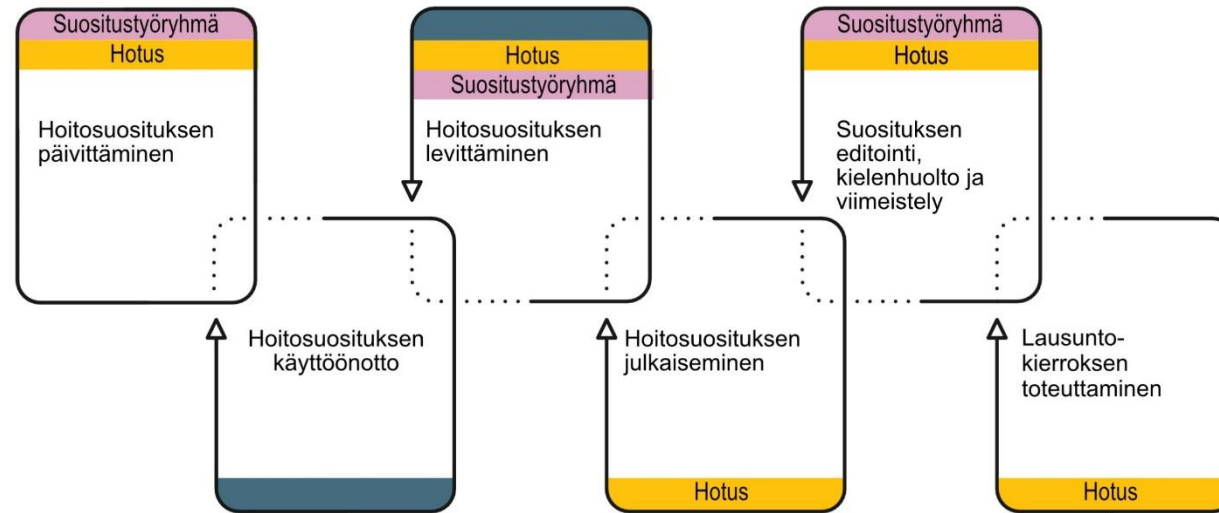 Suositustyöryhmä
Hotus
Hoitosuosituksen
päivittäminen
Hotus
Suositustyöryhmä
Hoitosuosituksen
levittäminen
Suositustyöryhmä
Hotus
Suosituksen
editointi,
kielenhuolto ja
viimeistely
Hoitosuosituksen
käyttöönotto
Hoitosuosituksen
julkaiseminen
Hotus
Lausunto-
kierroksen
toteuttaminen
Hotus